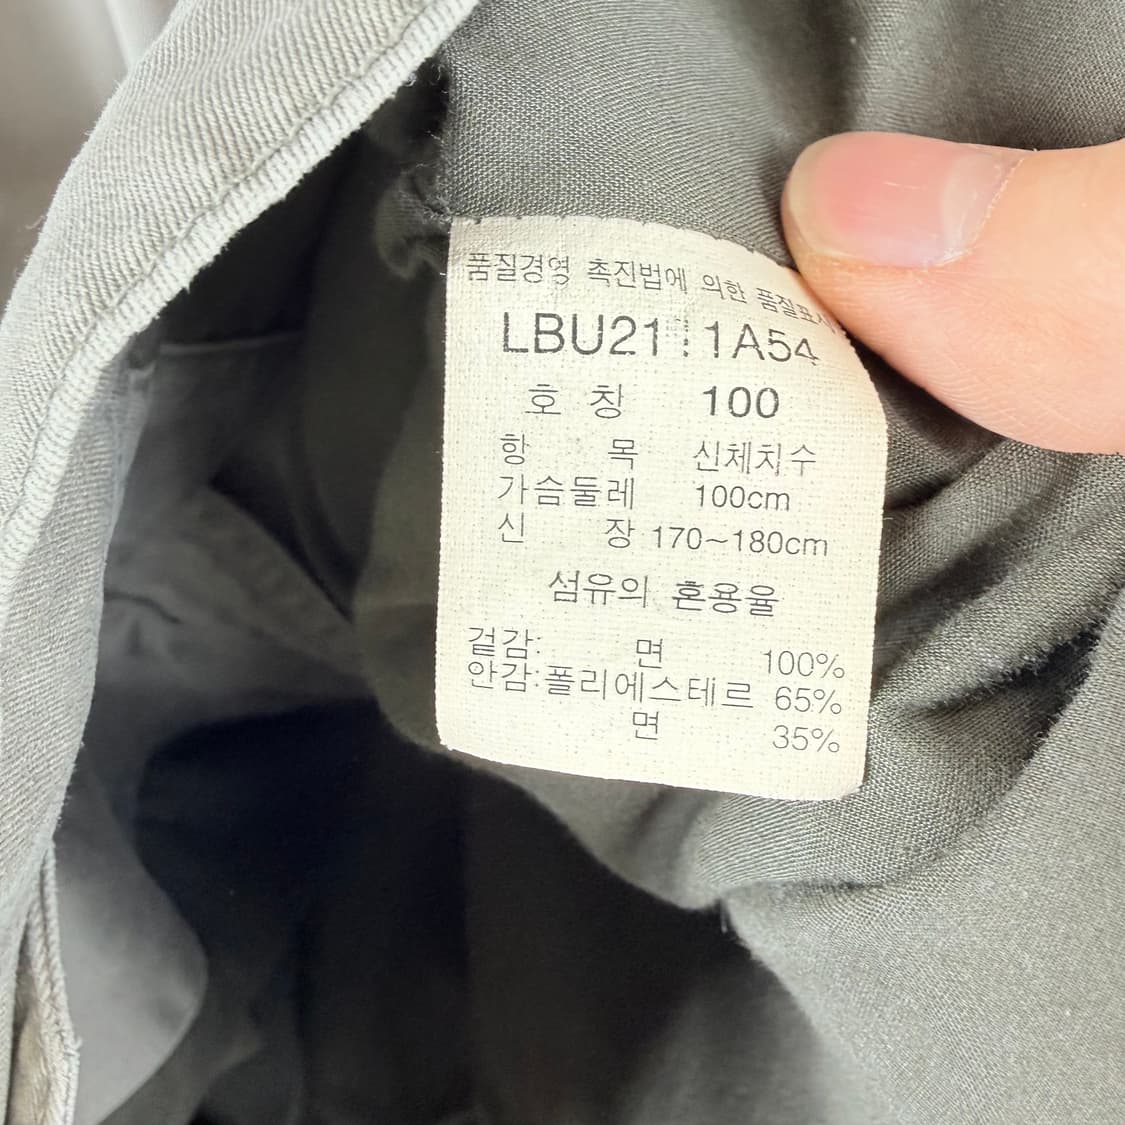 품질경영 촉진법에 의한 품질표시
호 칭 100
항 목 신체치수
가슴둘레 100cm
신 장 170~180cm
섬유의 혼용율
겉감: 면 100%
안감:폴리에스테르 65%
면 35%